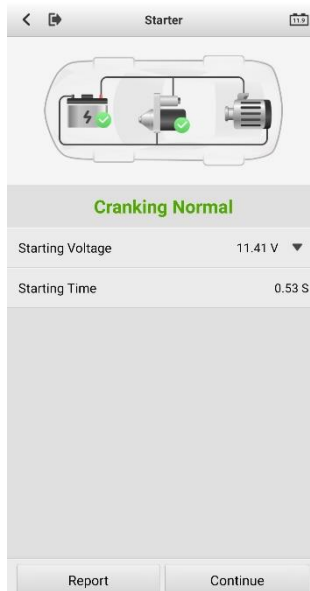 Starter
11.9
Cranking Normal
Starting Voltage 11.41 V ▼
Starting Time 0.53 S
Report Continue